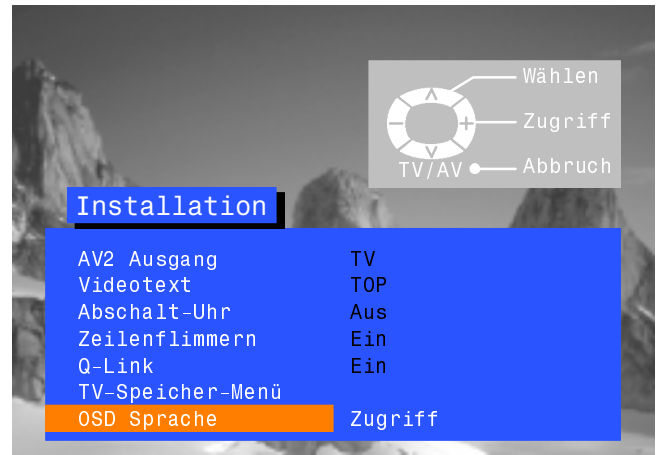 Wählen
Zugriff
TV/AV Abbruch
Installation
AV2 Ausgang TV
Videotext TOP
Abschalt-Uhr Aus
Zeilenflimmern Ein
Q-Link Ein
TV-Speicher-Menü
OSD Sprache Zugriff